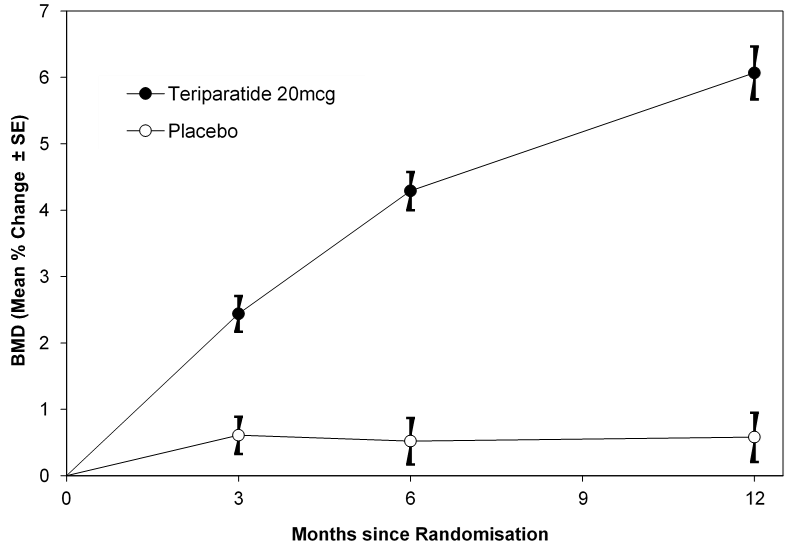 7
6
5
4
3
2
1
0
BMD (Mean % Change ± SE)
Teriparatide 20mcg
Placebo
0 3 6 9 12
Months since Randomisation